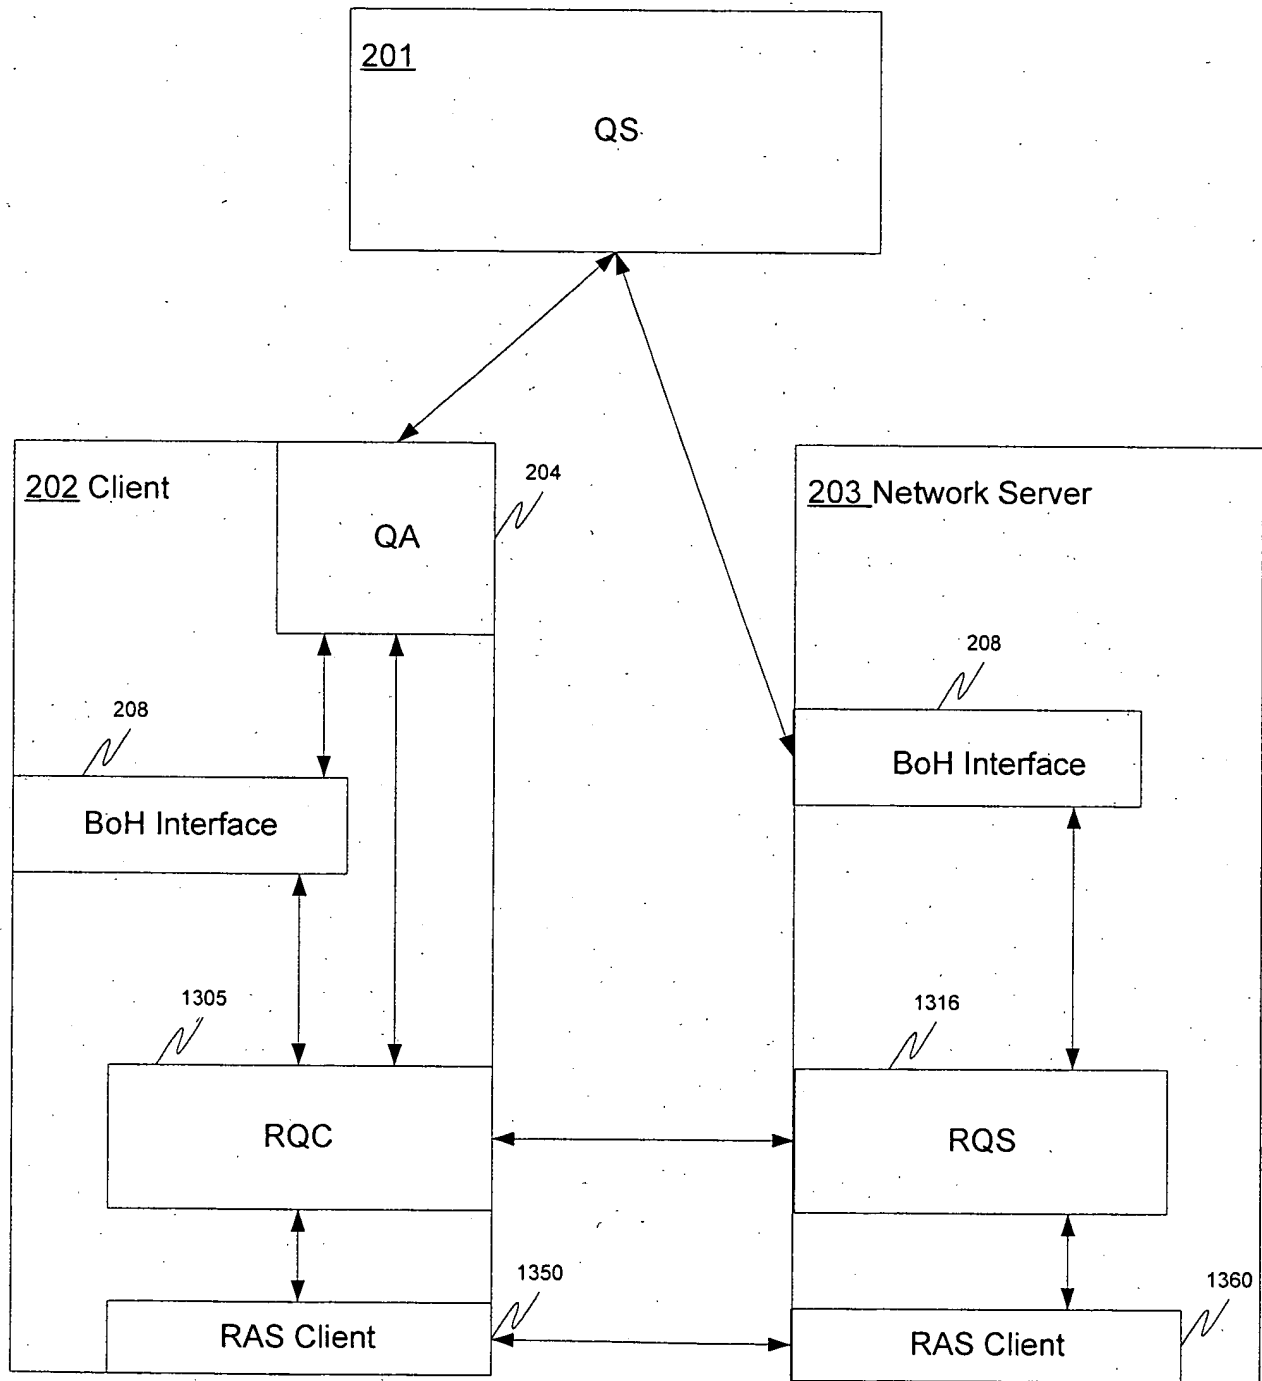 201
QS
202 Client
204
QA
203 Network Server
208
BoH Interface
208
BoH Interface
1305
RQC
1316
RQS
1350
RAS Client
1360
RAS Client